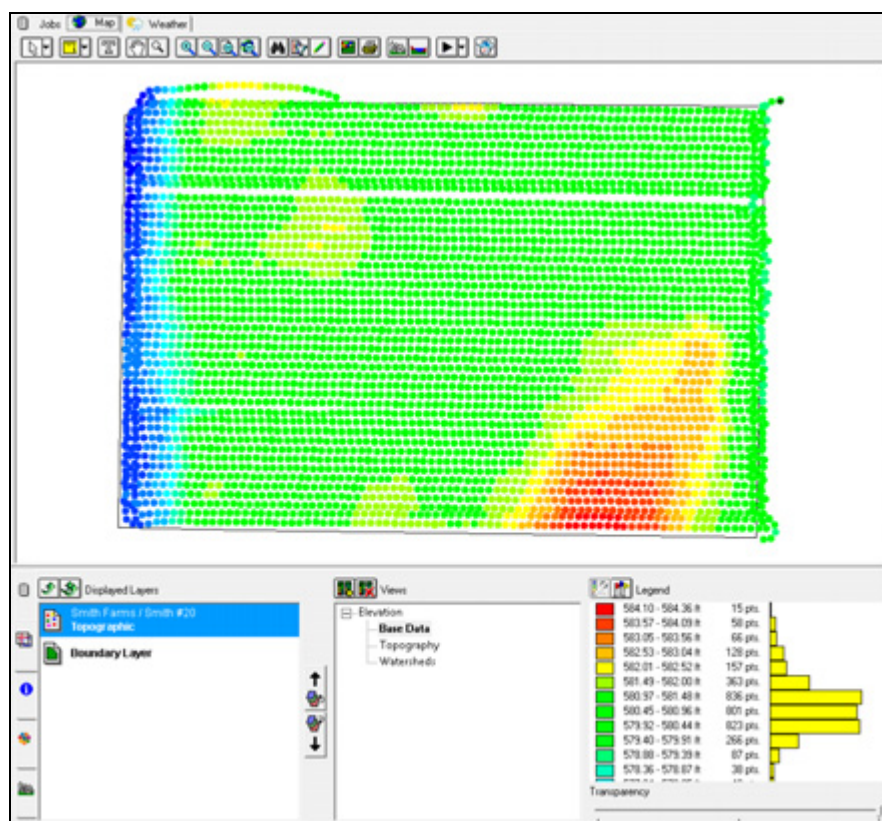 Jobs Map Weather
Displayed Layers
Smith Farms / Smith #20
Topographic
Boundary Layer
Views
Elevation
Base Data
Topography
Watersheds
Legend
584.10 - 584.36 ft 15 pts.
583.57 - 584.09 ft 58 pts.
583.05 - 583.56 ft 66 pts.
582.53 - 583.04 ft 128 pts.
582.01 - 582.52 ft 157 pts.
581.49 - 582.00 ft 363 pts.
580.97 - 581.48 ft 836 pts.
580.45 - 580.96 ft 801 pts.
579.92 - 580.44 ft 823 pts.
579.40 - 579.91 ft 266 pts.
578.88 - 579.39 ft 87 pts.
578.36 - 578.87 ft 38 pts.
Transparency